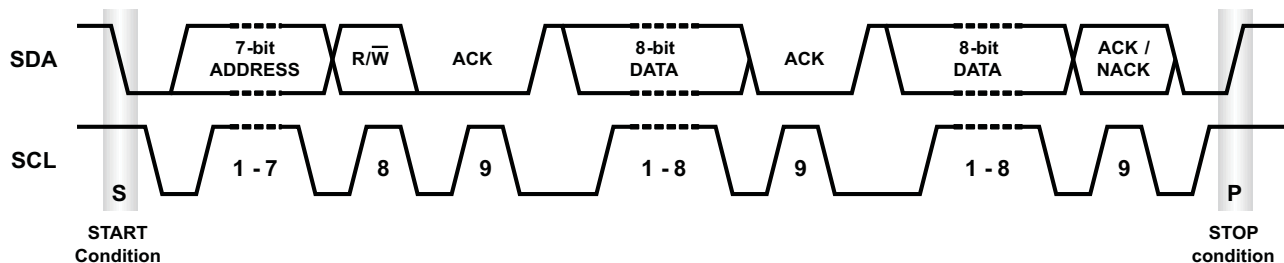 SDA
7-bit
ADDRESS
R/W̅
ACK
8-bit
DATA
ACK
8-bit
DATA
ACK /
NACK
SCL
1 - 7
8
9
1 - 8
9
1 - 8
9
S
P
START
Condition
STOP
condition